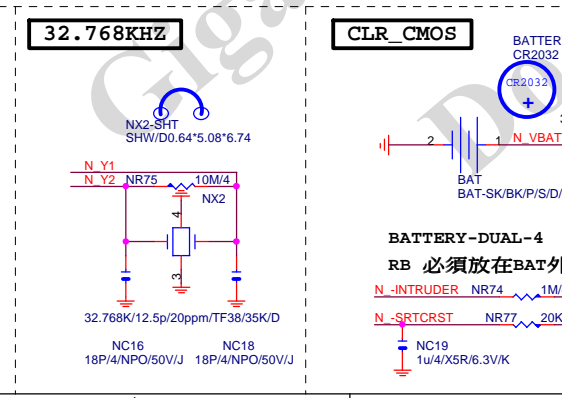 32.768KHZ
NX2-SHT
SHW/D0.64*5.08*6.74
N_Y1
N_Y2
NR75
10M/4
NX2
4
3
32.768K/12.5p/20ppm/TF38/35K/D
NC16
18P/4/NPO/50V/J
NC18
18P/4/NPO/50V/J
CLR_CMOS
BATTER
CR2032
CR2032
+
2
1
N_VBAT
BAT
BAT-SK/BK/P/S/D/
BATTERY-DUAL-4
RB 必須放在BAT外
N_-INTRUDER
NR74
1M/
N_-SRTCRST
NR77
20K
NC19
1u/4/X5R/6.3V/K
Giga
Do